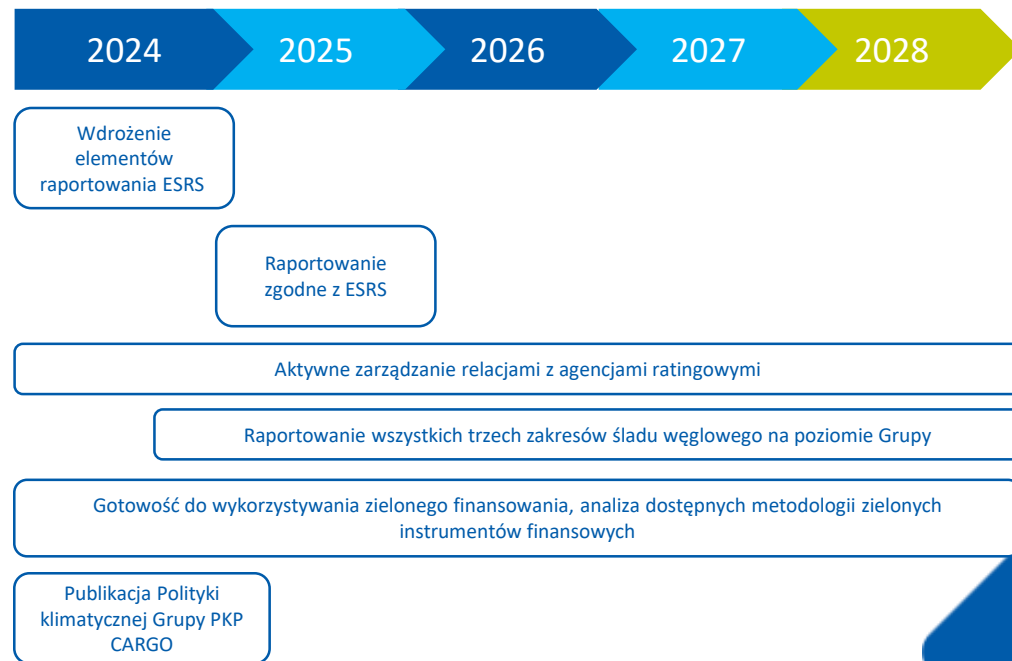 2024 2025 2026 2027 2028
Wdrożenie
elementów
raportowania ESRS
Raportowanie
zgodne z ESRS
Aktywne zarządzanie relacjami z agencjami ratingowymi
Raportowanie wszystkich trzech zakresów śladu węglowego na poziomie Grupy
Gotowość do wykorzystywania zielonego finansowania, analiza dostępnych metodologii zielonych
instrumentów finansowych
Publikacja Polityki
klimatycznej Grupy PKP
CARGO